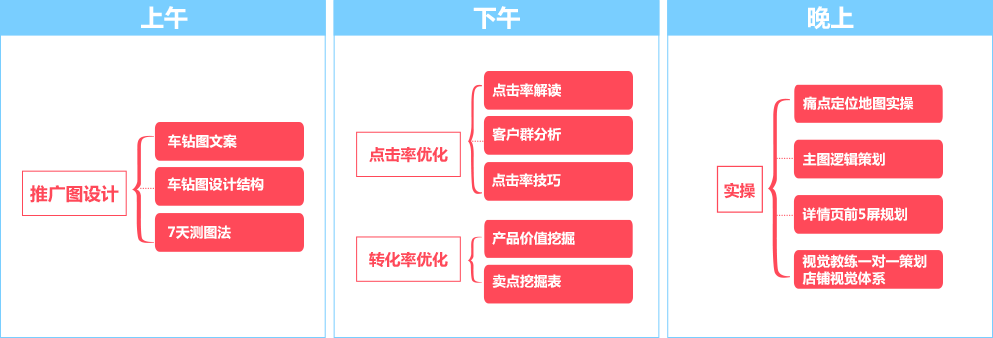 上午
推广图设计
车钻图文案
车钻图设计结构
7天测图法
下午
点击率优化
点击率解读
客户群分析
点击率技巧
转化率优化
产品价值挖掘
卖点挖掘表
晚上
实操
痛点定位地图实操
主图逻辑策划
详情页前5屏规划
视觉教练一对一策划
店铺视觉体系